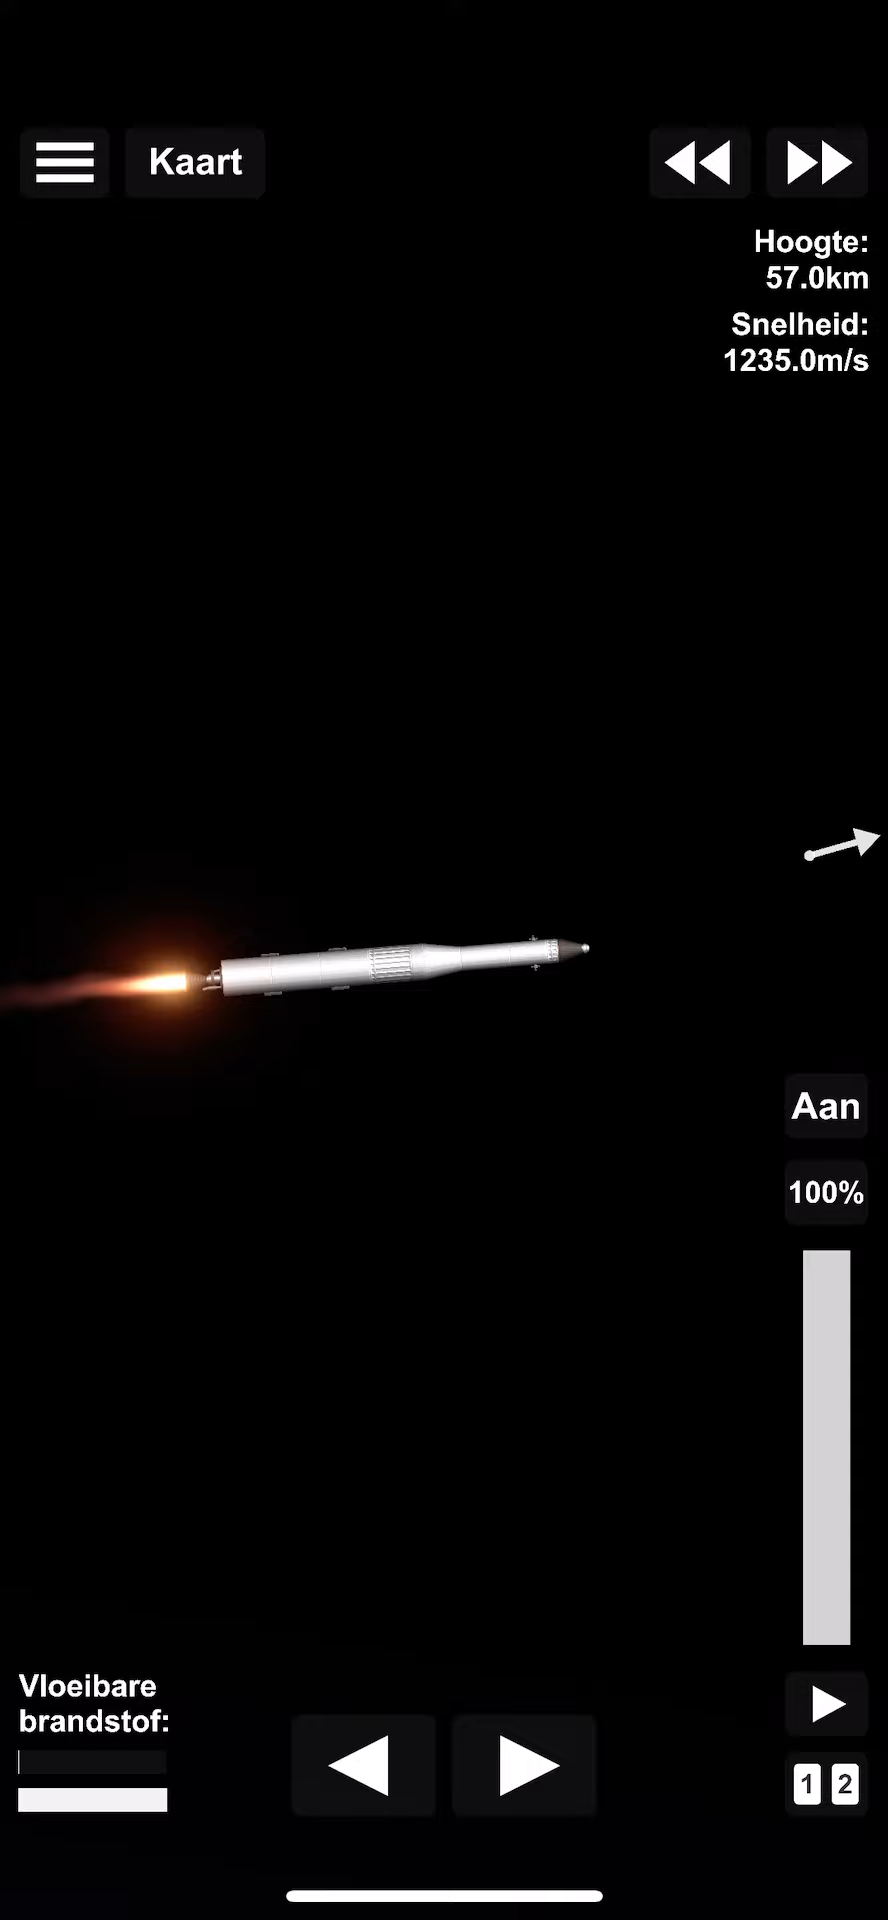 Kaart
Hoogte:
57.0km
Snelheid:
1235.0m/s
Aan
100%
Vloeibare
brandstof:
1 2